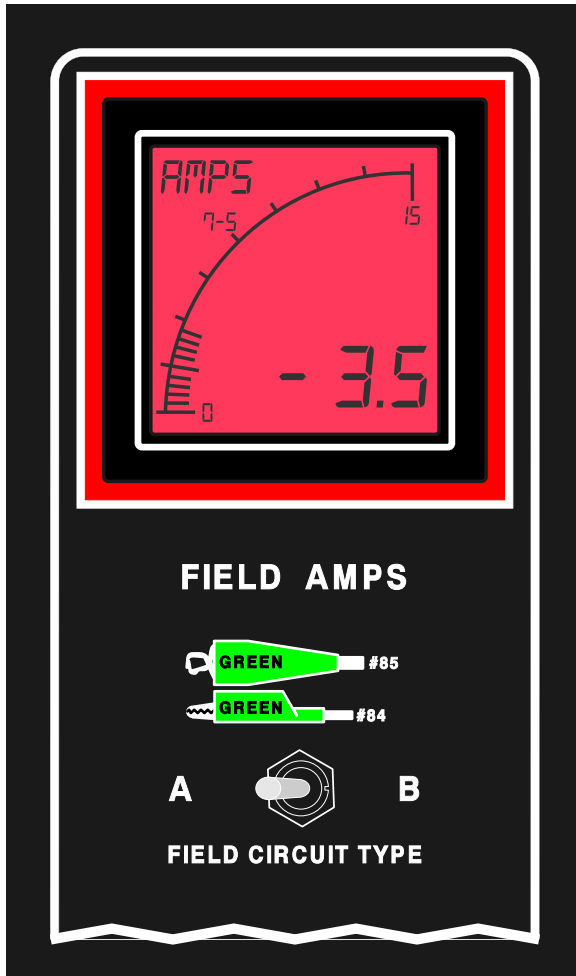 AMPS
7-5
15
- 3.5
0
FIELD AMPS
GREEN #85
GREEN #84
A B
FIELD CIRCUIT TYPE